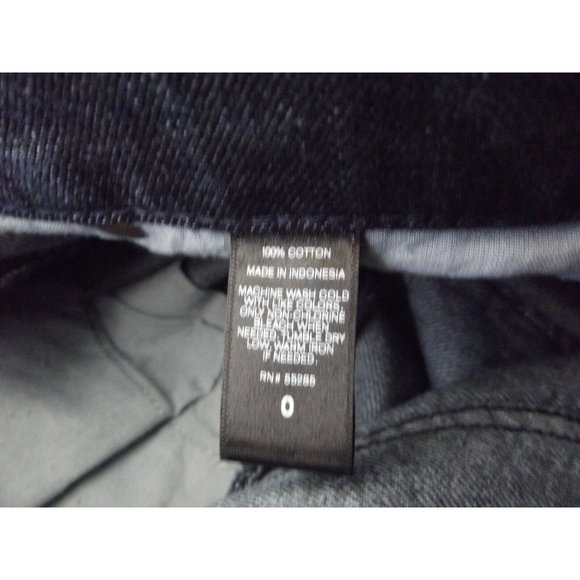 100% COTTON
MADE IN INDONESIA
MACHINE WASH COLD
WITH LIKE COLORS.
ONLY NON-CHLORINE
BLEACH WHEN
NEEDED. TUMBLE DRY
LOW. WARM IRON
IF NEEDED.
RN# 55285
0